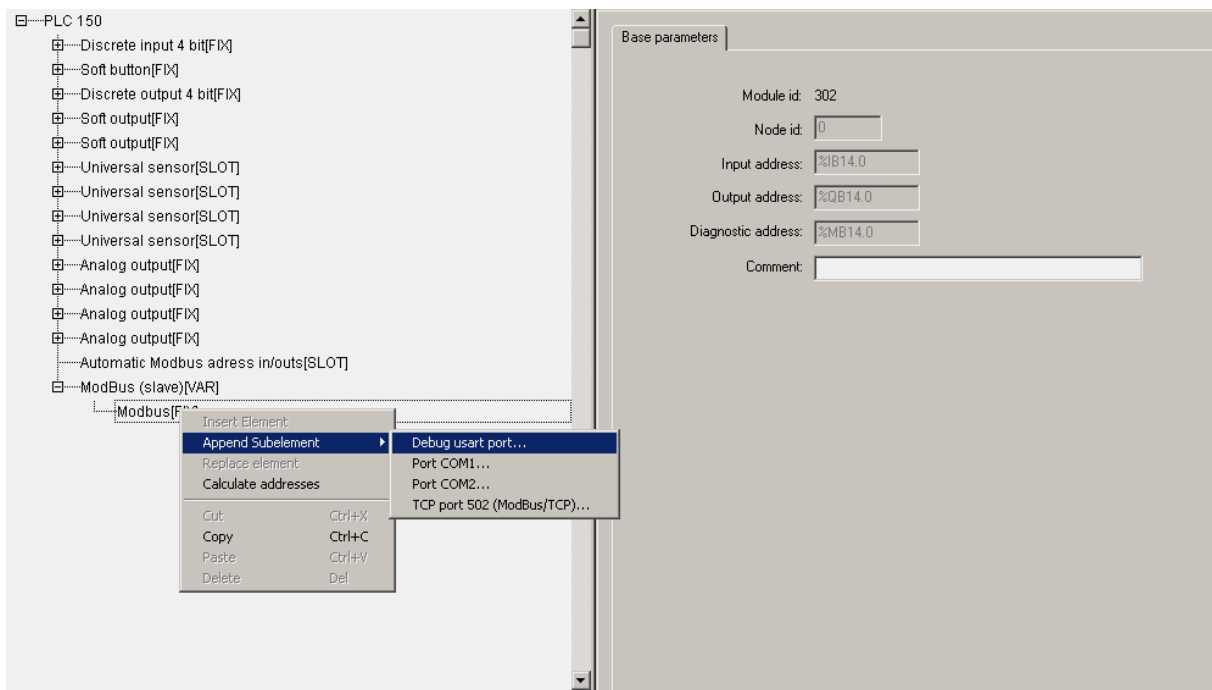 PLC 150
Discrete input 4 bit[FIX]
Soft button[FIX]
Discrete output 4 bit[FIX]
Soft output[FIX]
Soft output[FIX]
Universal sensor[SLOT]
Universal sensor[SLOT]
Universal sensor[SLOT]
Universal sensor[SLOT]
Analog output[FIX]
Analog output[FIX]
Analog output[FIX]
Analog output[FIX]
Automatic Modbus adress in/outs[SLOT]
ModBus (slave)[VAR]
Modbus[FIX]
Insert Element
Append Subelement
Replace element
Calculate addresses
Cut Ctrl+X
Copy Ctrl+C
Paste Ctrl+V
Delete Del
Debug usart port...
Port COM1...
Port COM2...
TCP port 502 (ModBus/TCP)...
Base parameters
Module id: 302
Node id: 0
Input address: %IB14.0
Output address: %QB14.0
Diagnostic address: %MB14.0
Comment: